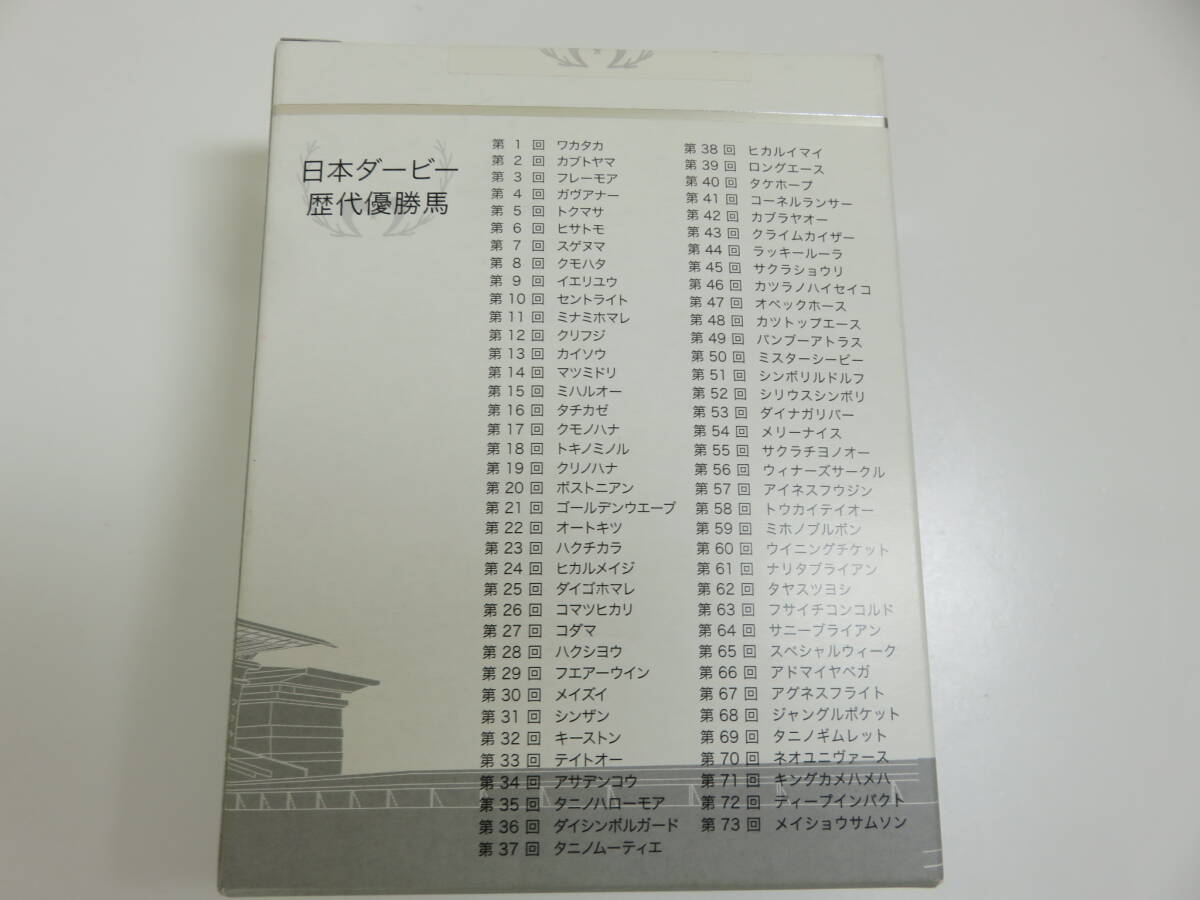 日本ダービー
歴代優勝馬
第 1 回 ワカタカ
第 2 回 カブトヤマ
第 3 回 フレーモア
第 4 回 ガヴアナー
第 5 回 トクマサ
第 6 回 ヒサトモ
第 7 回 スゲヌマ
第 8 回 クモハタ
第 9 回 イエリユウ
第 10 回 セントライト
第 11 回 ミナミホマレ
第 12 回 クリフジ
第 13 回 カイソウ
第 14 回 マツミドリ
第 15 回 ミハルオー
第 16 回 タチカゼ
第 17 回 クモノハナ
第 18 回 トキノミノル
第 19 回 クリノハナ
第 20 回 ボストニアン
第 21 回 ゴールデンウエーブ
第 22 回 オートキツ
第 23 回 ハクチカラ
第 24 回 ヒカルメイジ
第 25 回 ダイゴホマレ
第 26 回 コマツヒカリ
第 27 回 コダマ
第 28 回 ハクシヨウ
第 29 回 フエアーウイン
第 30 回 メイズイ
第 31 回 シンザン
第 32 回 キーストン
第 33 回 テイトオー
第 34 回 アサデンコウ
第 35 回 タニノハローモア
第 36 回 ダイシンボルガード
第 37 回 タニノムーティエ
第 38 回 ヒカルイマイ
第 39 回 ロングエース
第 40 回 タケホープ
第 41 回 コーネルランサー
第 42 回 カブラヤオー
第 43 回 クライムカイザー
第 44 回 ラッキールーラ
第 45 回 サクラショウリ
第 46 回 カツラノハイセイコ
第 47 回 オペックホース
第 48 回 カツトップエース
第 49 回 バンブーアトラス
第 50 回 ミスターシービー
第 51 回 シンボリルドルフ
第 52 回 シリウスシンボリ
第 53 回 ダイナガリバー
第 54 回 メリーナイス
第 55 回 サクラチヨノオー
第 56 回 ウィナーズサークル
第 57 回 アイネスフウジン
第 58 回 トウカイテイオー
第 59 回 ミホノブルボン
第 60 回 ウイニングチケット
第 61 回 ナリタブライアン
第 62 回 タヤスツヨシ
第 63 回 フサイチコンコルド
第 64 回 サニーブライアン
第 65 回 スペシャルウィーク
第 66 回 アドマイヤベガ
第 67 回 アグネスフライト
第 68 回 ジャングルポケット
第 69 回 タニノギムレット
第 70 回 ネオユニヴァース
第 71 回 キングカメハメハ
第 72 回 ディープインパクト
第 73 回 メイショウサムソン